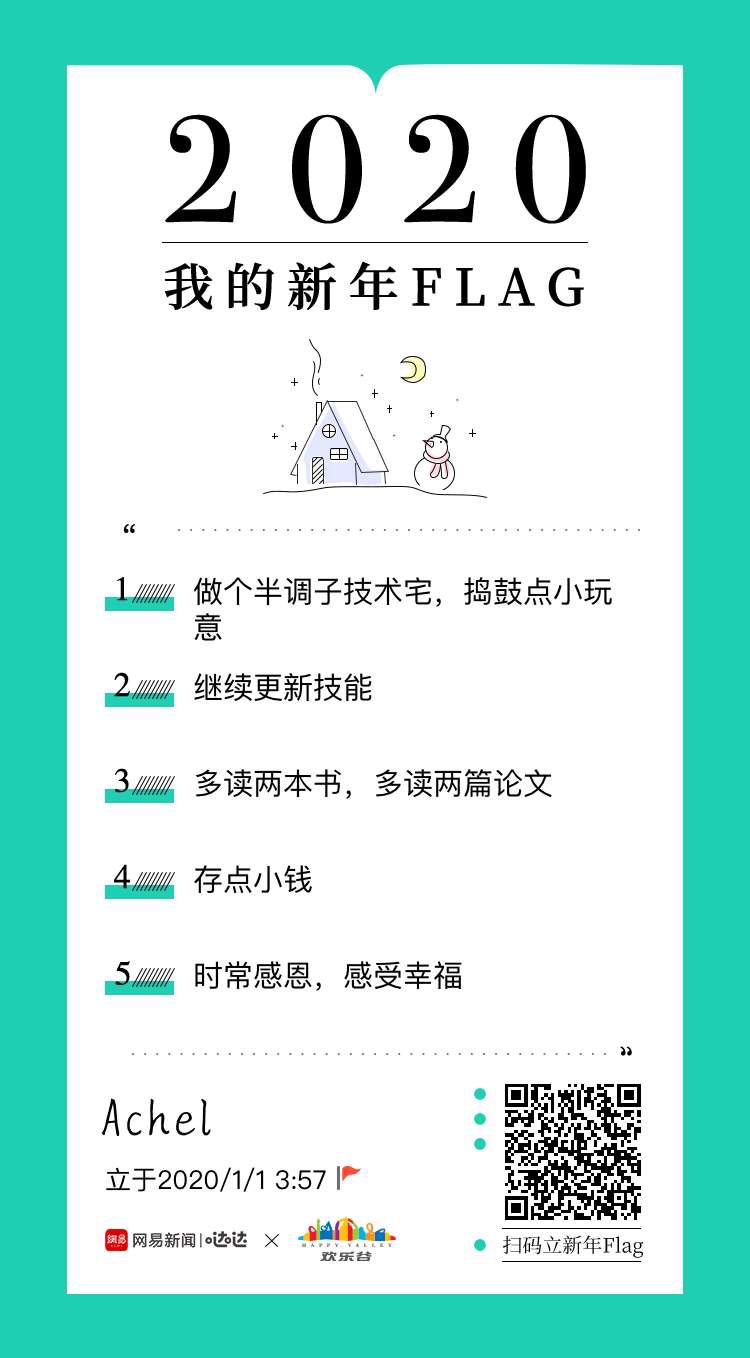 2020
我的新年FLAG
“
1 做个半调子技术宅，捣鼓点小玩
意
2 继续更新技能
3 多读两本书，多读两篇论文
4 存点小钱
5 时常感恩，感受幸福
”
Achel
立于2020/1/1 3:57
網易 网易新闻 | 哒哒 × HAPPY VALLEY
欢乐谷
扫码立新年Flag